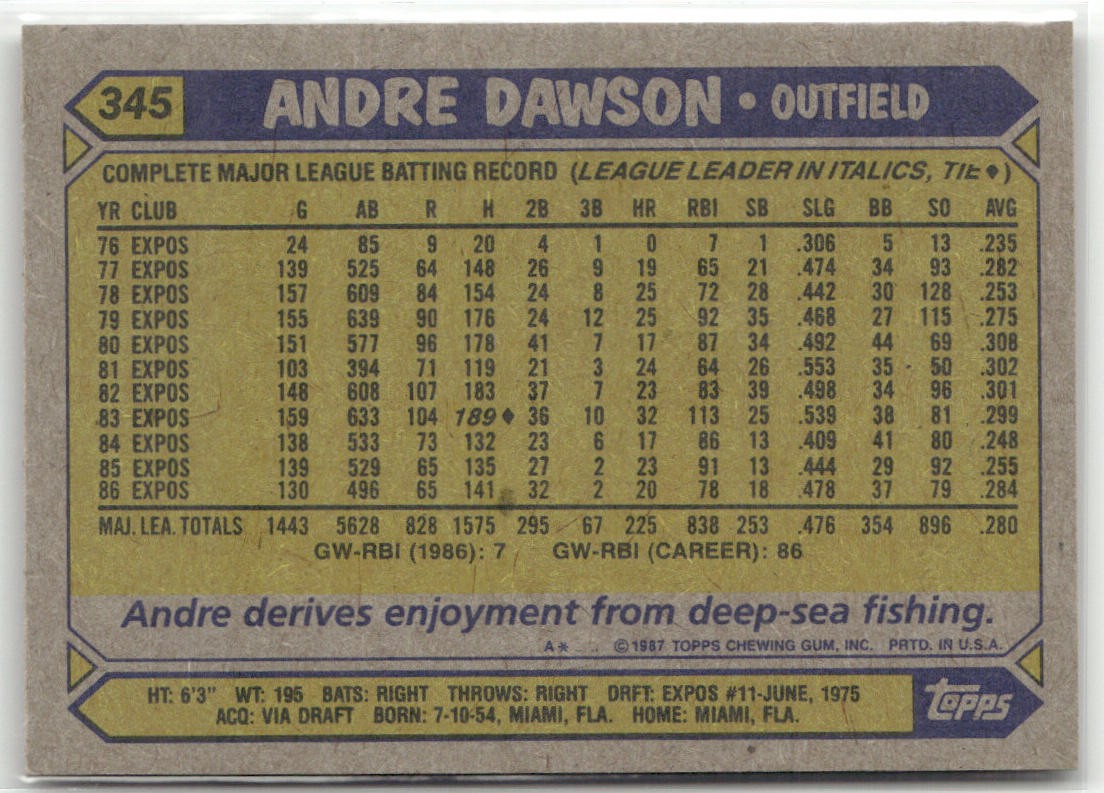 345 ANDRE DAWSON • OUTFIELD
COMPLETE MAJOR LEAGUE BATTING RECORD (LEAGUE LEADER IN ITALICS, TIE ♦)
YR CLUB G AB R H 2B 3B HR RBI SB SLG BB SO AVG
76 EXPOS 24 85 9 20 4 1 0 7 1 .306 5 13 .235
77 EXPOS 139 525 64 148 26 9 19 65 21 .474 34 93 .282
78 EXPOS 157 609 84 154 24 8 25 72 28 .442 30 128 .253
79 EXPOS 155 639 90 176 24 12 25 92 35 .468 27 115 .275
80 EXPOS 151 577 96 178 41 7 17 87 34 .492 44 69 .308
81 EXPOS 103 394 71 119 21 3 24 64 26 .553 35 50 .302
82 EXPOS 148 608 107 183 37 7 23 83 39 .498 34 96 .301
83 EXPOS 159 633 104 189♦ 36 10 32 113 25 .539 38 81 .299
84 EXPOS 138 533 73 132 23 6 17 86 13 .409 41 80 .248
85 EXPOS 139 529 65 135 27 2 23 91 13 .444 29 92 .255
86 EXPOS 130 496 65 141 32 2 20 78 18 .478 37 79 .284
MAJ. LEA. TOTALS 1443 5628 828 1575 295 67 225 838 253 .476 354 896 .280
GW-RBI (1986): 7 GW-RBI (CAREER): 86
Andre derives enjoyment from deep-sea fishing.
A* ©1987 TOPPS CHEWING GUM, INC. PRTD. IN U.S.A.
HT: 6'3" WT: 195 BATS: RIGHT THROWS: RIGHT DRFT: EXPOS #11-JUNE, 1975
ACQ: VIA DRAFT BORN: 7-10-54, MIAMI, FLA. HOME: MIAMI, FLA.
TOPPS